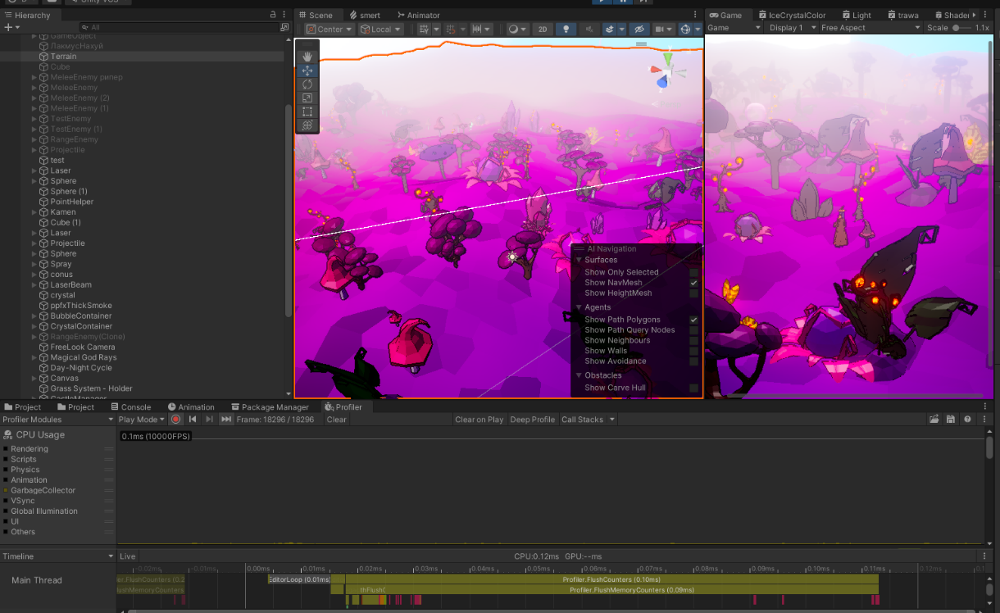 Unity VCS
Hierarchy
All
GameObject
ЛакмусНахуй
Terrain
Cube
MeleeEnemy рипер
MeleeEnemy
MeleeEnemy (2)
MeleeEnemy (1)
TestEnemy
TestEnemy (1)
RangeEnemy
Projectile
test
Laser
Sphere
Sphere (1)
PointHelper
Kamen
Cube (1)
Laser
Projectile
Sphere
Spray
conus
LaserBeam
crystal
ppfxThickSmoke
BubbleContainer
CrystalContainer
RangeEnemy(Clone)
FreeLook Camera
Magical God Rays
Day-Night Cycle
Canvas
Grass System - Holder
CastleManager
Scene smert Animator
Center Local 2D
AI Navigation
Surfaces
Show Only Selected
Show NavMesh
Show HeightMesh
Agents
Show Path Polygons
Show Path Query Nodes
Show Neighbours
Show Walls
Show Avoidance
Obstacles
Show Carve Hull
Game IceCrystalColor Light trawa Shader
Game Display 1 Free Aspect Scale 1.1x
Project Project Console Animation Package Manager Profiler
Profiler Modules Play Mode Frame: 18296 / 18296 Clear Clear on Play Deep Profile Call Stacks
CPU Usage
Rendering
Scripts
Physics
Animation
GarbageCollector
VSync
Global Illumination
UI
Others
0.1ms (10000FPS)
Timeline Live CPU:0.12ms GPU:--ms
-0.02ms -0.01ms 0.00ms 0.01ms 0.02ms 0.03ms 0.04ms 0.05ms 0.06ms 0.07ms 0.08ms 0.09ms 0.10ms 0.11ms 0.12ms
Main Thread
er.FlushCounters (0.2 EditorLoop (0.01ms) Profiler.FlushCounters (0.10ms)
lushMemoryCounters thFlush Profiler.FlushMemoryCounters (0.09ms)